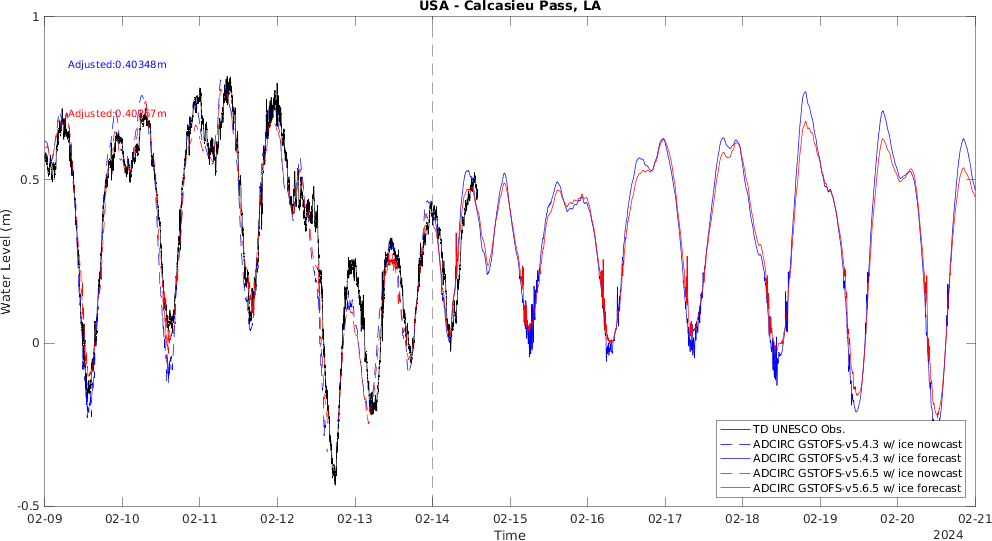 USA - Calcasieu Pass, LA
1
Adjusted:0.40348m
0.5
Water Level (m)
0
TD UNESCO Obs.
ADCIRC GSTOFS-v5.4.3 w/ ice nowcast
ADCIRC GSTOFS-v5.4.3 w/ ice forecast
ADCIRC GSTOFS-v5.6.5 w/ ice nowcast
ADCIRC GSTOFS-v5.6.5 w/ ice forecast
-0.5
02-09 02-10 02-11 02-12 02-13 02-14 02-15 02-16 02-17 02-18 02-19 02-20 02-21
Time
2024